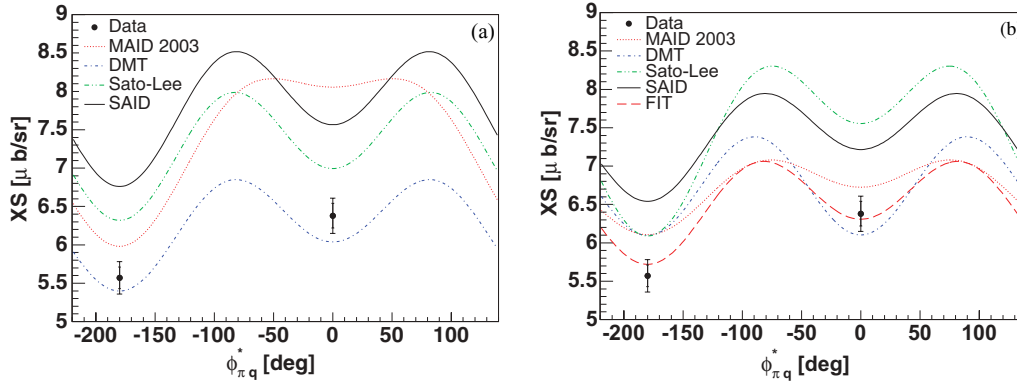 9
8.5
8
7.5
7
6.5
6
5.5
5
XS [μ b/sr]
Data
MAID 2003
DMT
Sato-Lee
SAID
(a)
-200 -150 -100 -50 0 50 100
ϕ*π q [deg]
9
8.5
8
7.5
7
6.5
6
5.5
5
XS [μ b/sr]
Data
MAID 2003
DMT
Sato-Lee
SAID
FIT
(b)
-200 -150 -100 -50 0 50 100
ϕ*π q [deg]